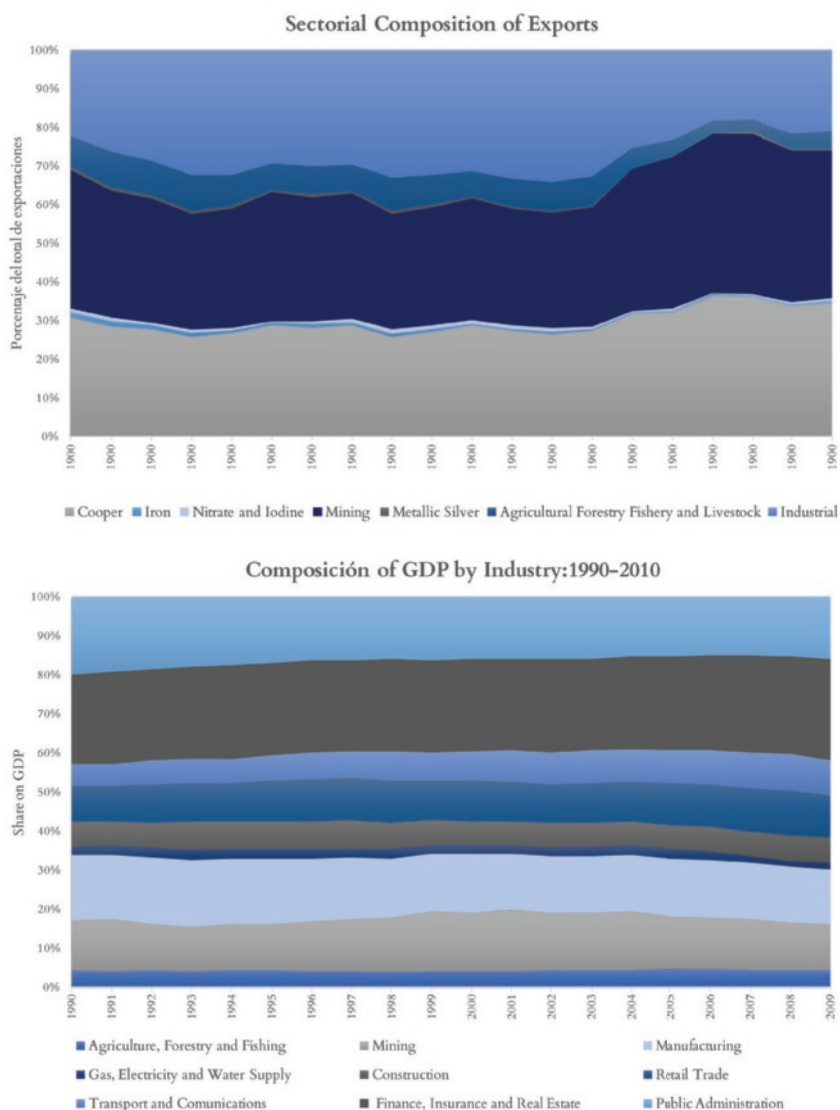 Sectorial Composition of Exports
100%
90%
80%
70%
60%
50%
40%
30%
20%
10%
0%
Porcentaje del total de exportaciones
1900 1900 1900 1900 1900 1900 1900 1900 1900 1900 1900 1900 1900 1900 1900 1900 1900 1900 1900 1900
Cooper Iron Nitrate and Iodine Mining Metallic Silver Agricultural Forestry Fishery and Livestock Industrial
Composición of GDP by Industry:1990-2010
100%
90%
80%
70%
60%
50%
40%
30%
20%
10%
0%
Share on GDP
1990 1991 1992 1993 1994 1995 1996 1997 1998 1999 2000 2001 2002 2003 2004 2005 2006 2007 2008 2009
Agriculture, Forestry and Fishing Mining Manufacturing
Gas, Electricity and Water Supply Construction Retail Trade
Transport and Comunications Finance, Insurance and Real Estate Public Administration